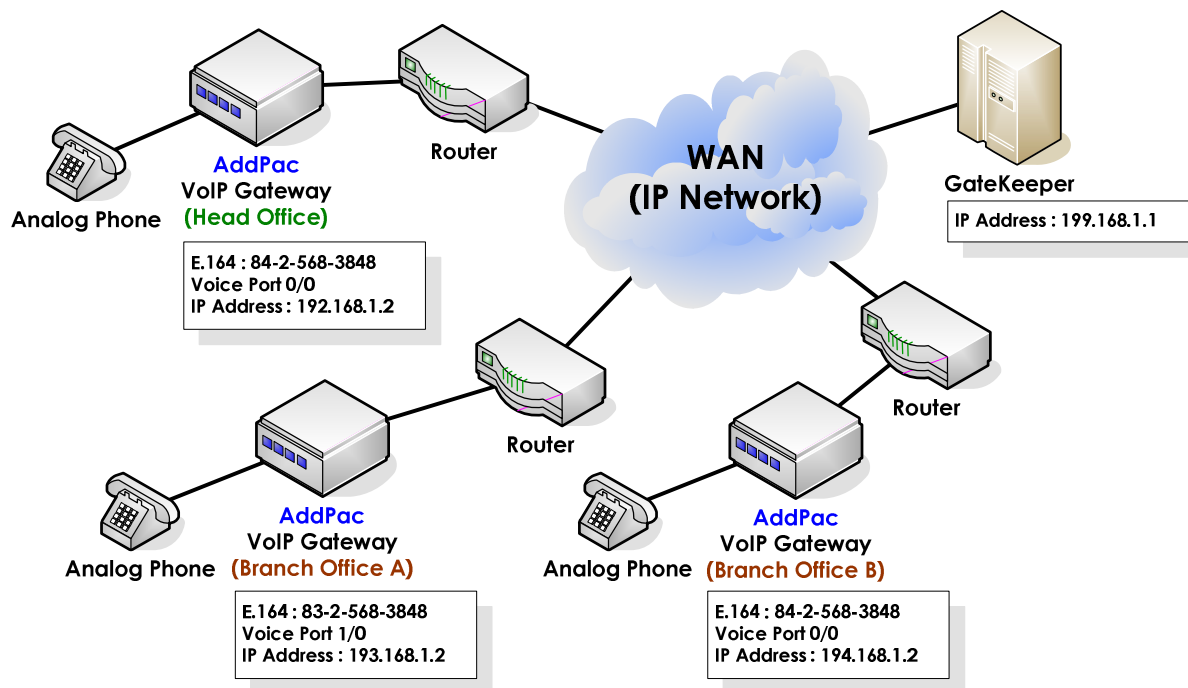 Analog Phone
AddPac
VoIP Gateway
(Head Office)
E.164 : 84-2-568-3848
Voice Port 0/0
IP Address : 192.168.1.2
Router
WAN
(IP Network)
GateKeeper
IP Address : 199.168.1.1
Router
Analog Phone
AddPac
VoIP Gateway
(Branch Office A)
E.164 : 83-2-568-3848
Voice Port 1/0
IP Address : 193.168.1.2
Router
Analog Phone
AddPac
VoIP Gateway
(Branch Office B)
E.164 : 84-2-568-3848
Voice Port 0/0
IP Address : 194.168.1.2